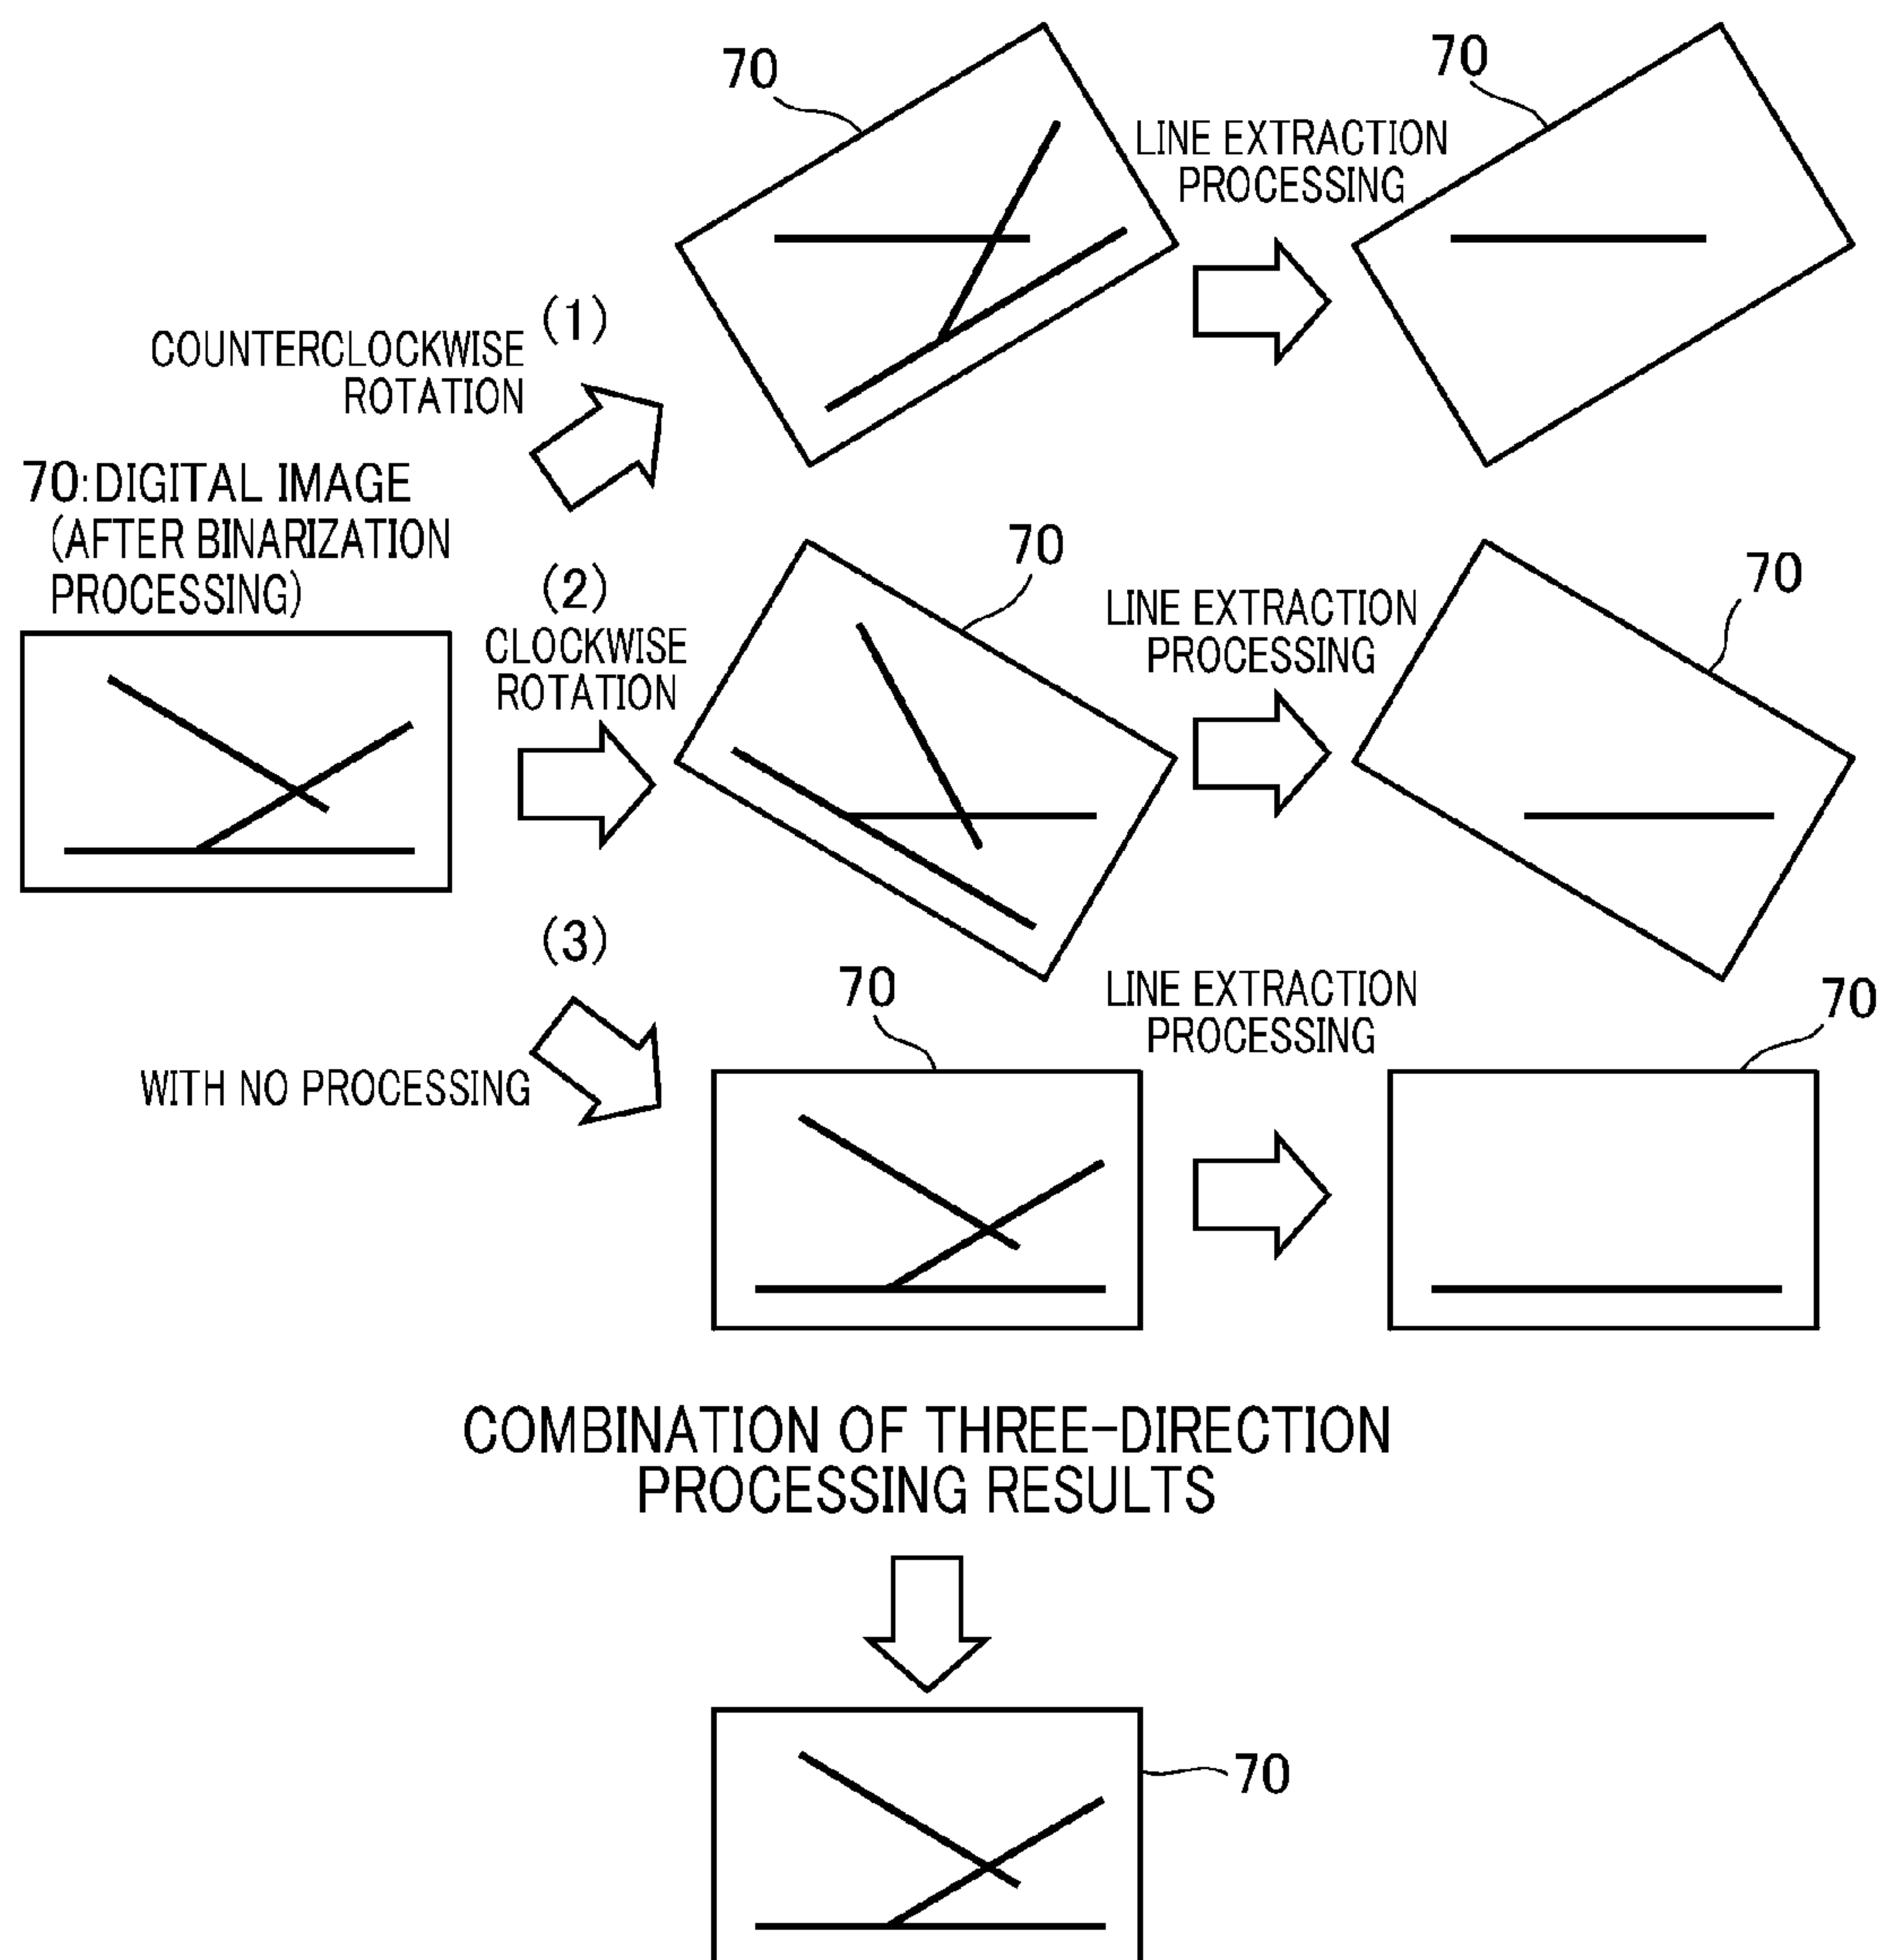 70
70
LINE EXTRACTION
PROCESSING
(1)
COUNTERCLOCKWISE
ROTATION
70:DIGITAL IMAGE
(AFTER BINARIZATION
PROCESSING)
(2)
CLOCKWISE
ROTATION
70
LINE EXTRACTION
PROCESSING
70
(3)
WITH NO PROCESSING
70
LINE EXTRACTION
PROCESSING
70
COMBINATION OF THREE-DIRECTION
PROCESSING RESULTS
70